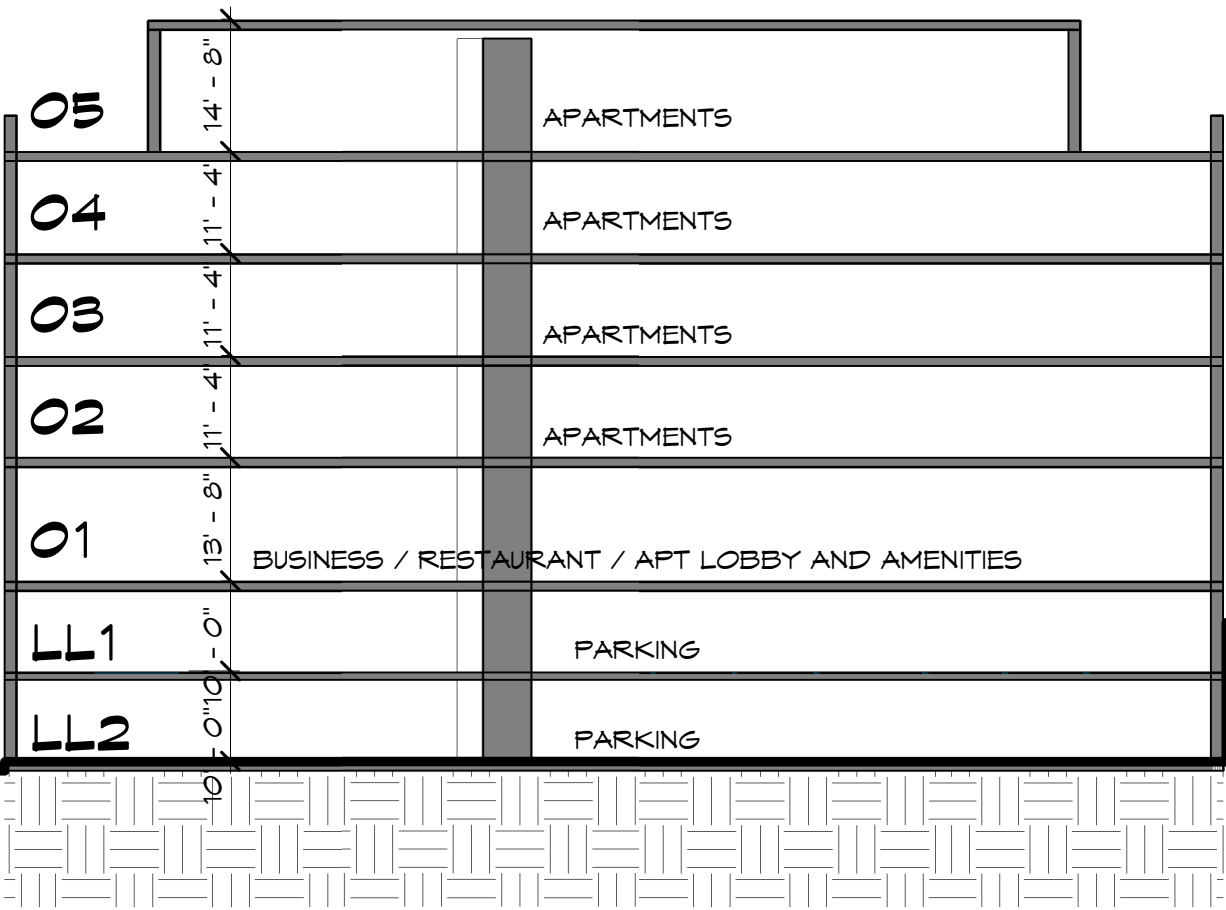 14' - 8"
05
APARTMENTS
11' - 4"
04
APARTMENTS
11' - 4"
03
APARTMENTS
11' - 4"
02
APARTMENTS
13' - 8"
01
BUSINESS / RESTAURANT / APT LOBBY AND AMENITIES
10' - 0"
LL1
PARKING
10' - 0"
LL2
PARKING